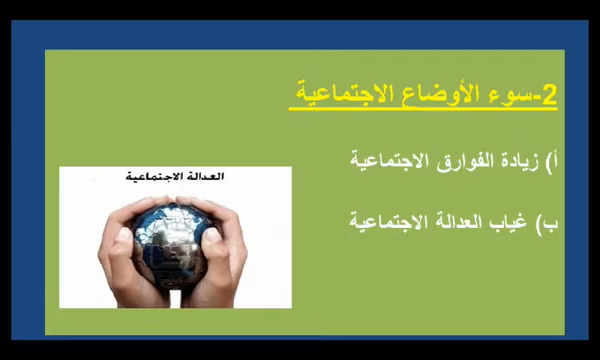 2-سوء الأوضاع الاجتماعية
أ) زيادة الفوارق الاجتماعية
ب) غياب العدالة الاجتماعية
العدالة الاجتماعية